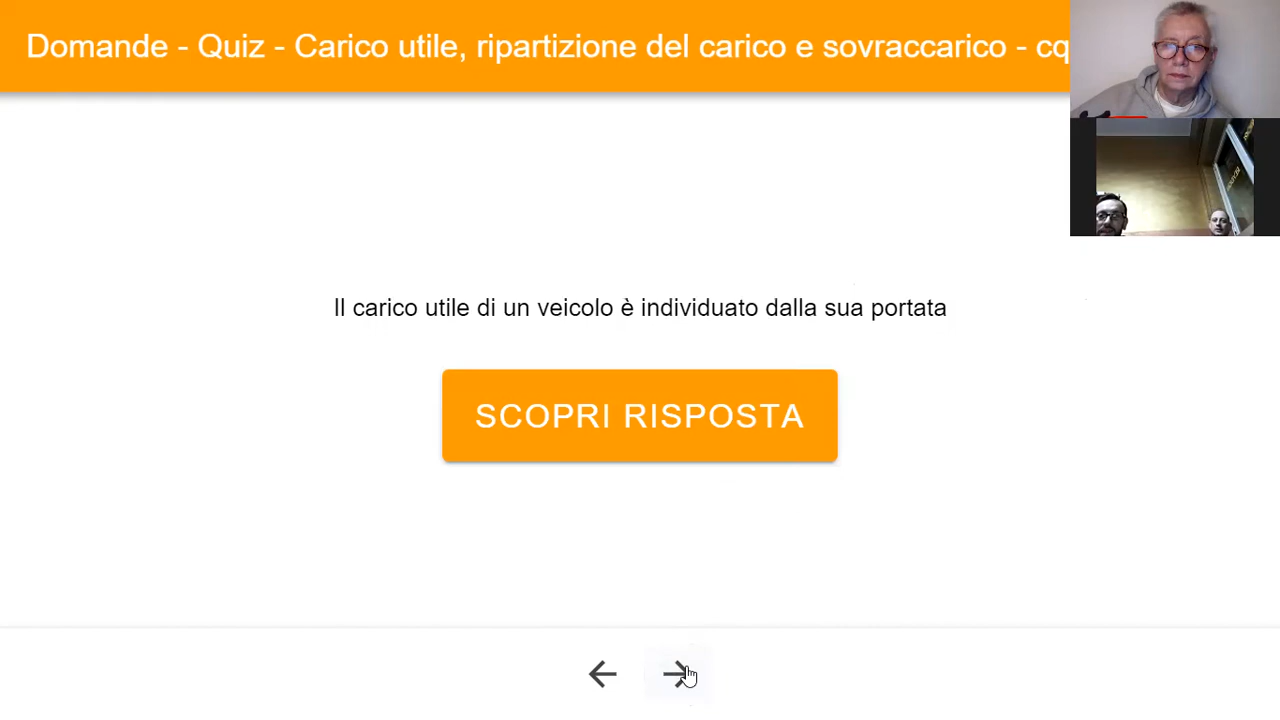 Domande - Quiz - Carico utile, ripartizione del carico e sovraccarico - cq
Il carico utile di un veicolo è individuato dalla sua portata
SCOPRI RISPOSTA